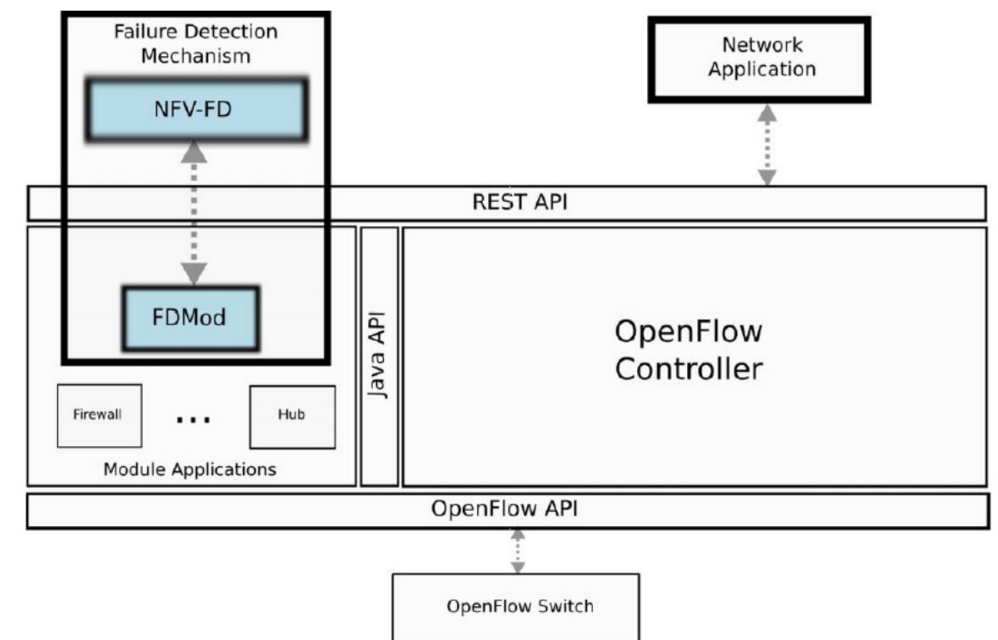 Failure Detection
Mechanism
NFV-FD
Network
Application
REST API
FDMod
Java API
OpenFlow
Controller
Firewall
...
Hub
Module Applications
OpenFlow API
OpenFlow Switch